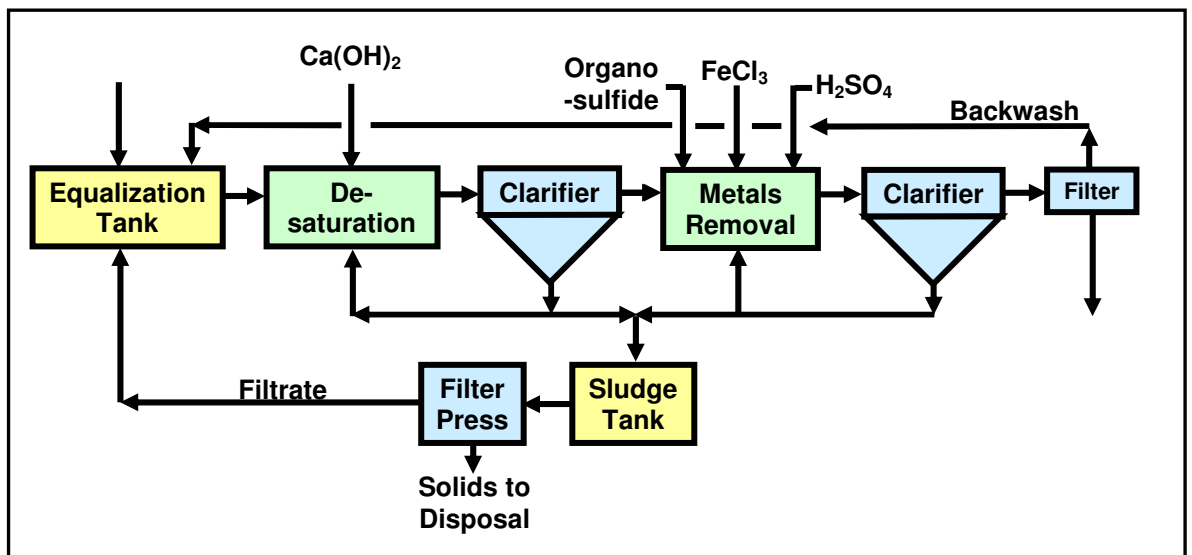 Ca(OH)₂
Organo
-sulfide
FeCl₃
H₂SO₄
Backwash
Equalization
Tank
De-
saturation
Clarifier
Metals
Removal
Clarifier
Filter
Filtrate
Filter
Press
Sludge
Tank
Solids to
Disposal